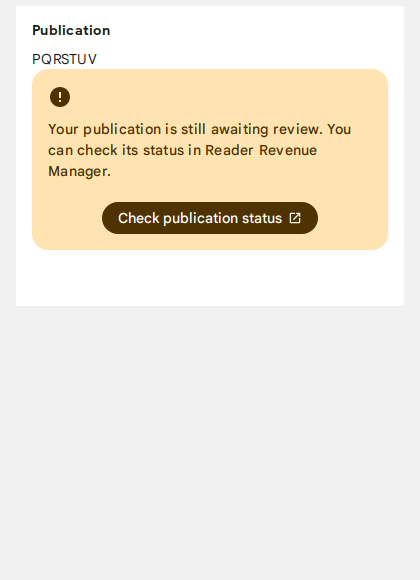 Publication
PQRSTUV
Your publication is still awaiting review. You
can check its status in Reader Revenue
Manager.
Check publication status